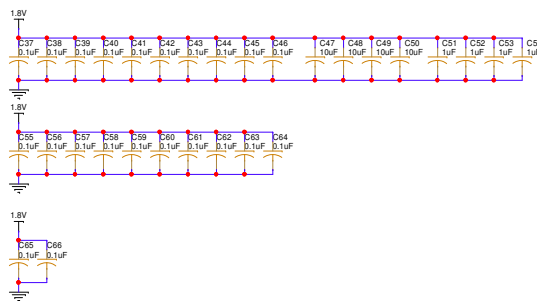 1.8V
C37 C38 C39 C40 C41 C42 C43 C44 C45 C46 C47 C48 C49 C50 C51 C52 C53
0.1uF 0.1uF 0.1uF 0.1uF 0.1uF 0.1uF 0.1uF 0.1uF 0.1uF 0.1uF 10uF 10uF 10uF 10uF 1uF 1uF 1uF
1.8V
C55 C56 C57 C58 C59 C60 C61 C62 C63 C64
0.1uF 0.1uF 0.1uF 0.1uF 0.1uF 0.1uF 0.1uF 0.1uF 0.1uF 0.1uF
1.8V
C65 C66
0.1uF 0.1uF